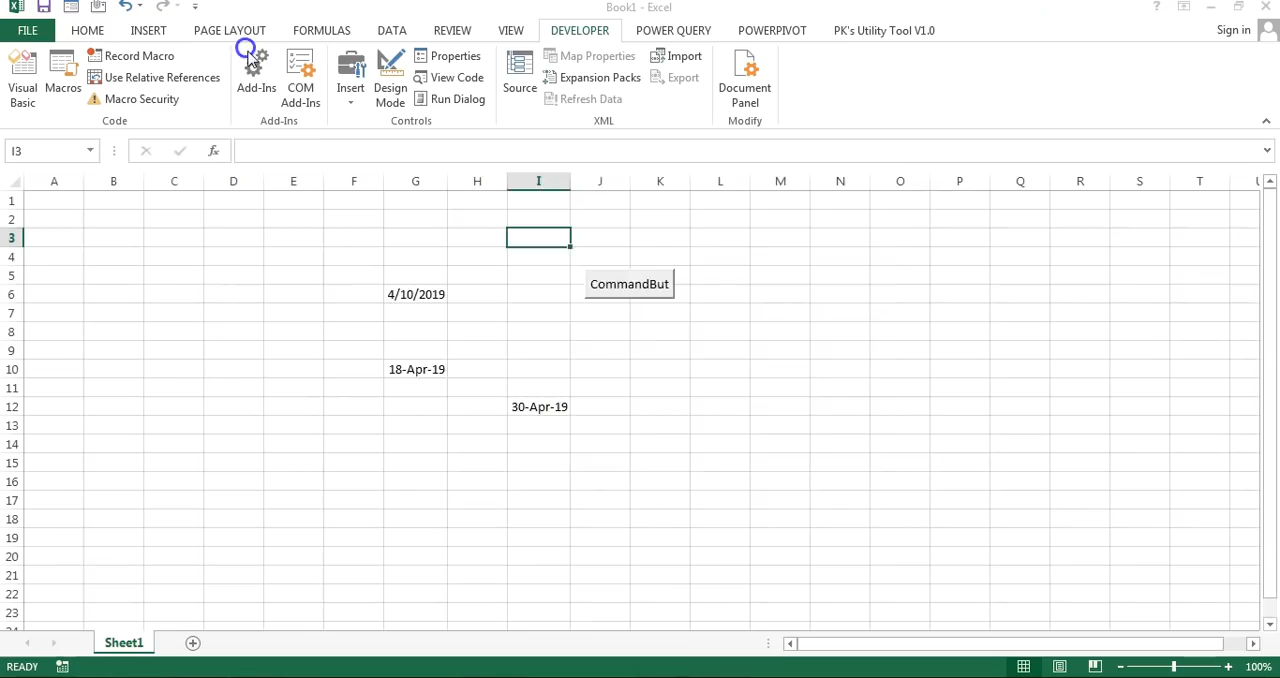 Book1 - Excel
FILE HOME INSERT PAGE LAYOUT FORMULAS DATA REVIEW VIEW DEVELOPER POWER QUERY POWERPIVOT PK's Utility Tool V1.0 Sign in
Visual Basic
Macros
Record Macro
Use Relative References
Macro Security
Code
Add-Ins
COM Add-Ins
Add-Ins
Insert
Design Mode
Properties
View Code
Run Dialog
Controls
Source
Map Properties
Expansion Packs
Refresh Data
Import
Export
XML
Document Panel
Modify
I3 fx
A B C D E F G H I J K L M N O P Q R S T U
1
2
3
4
5
CommandBut
6 4/10/2019
7
8
9
10 18-Apr-19
11
12 30-Apr-19
13
14
15
16
17
18
19
20
21
22
23
Sheet1
READY 100%